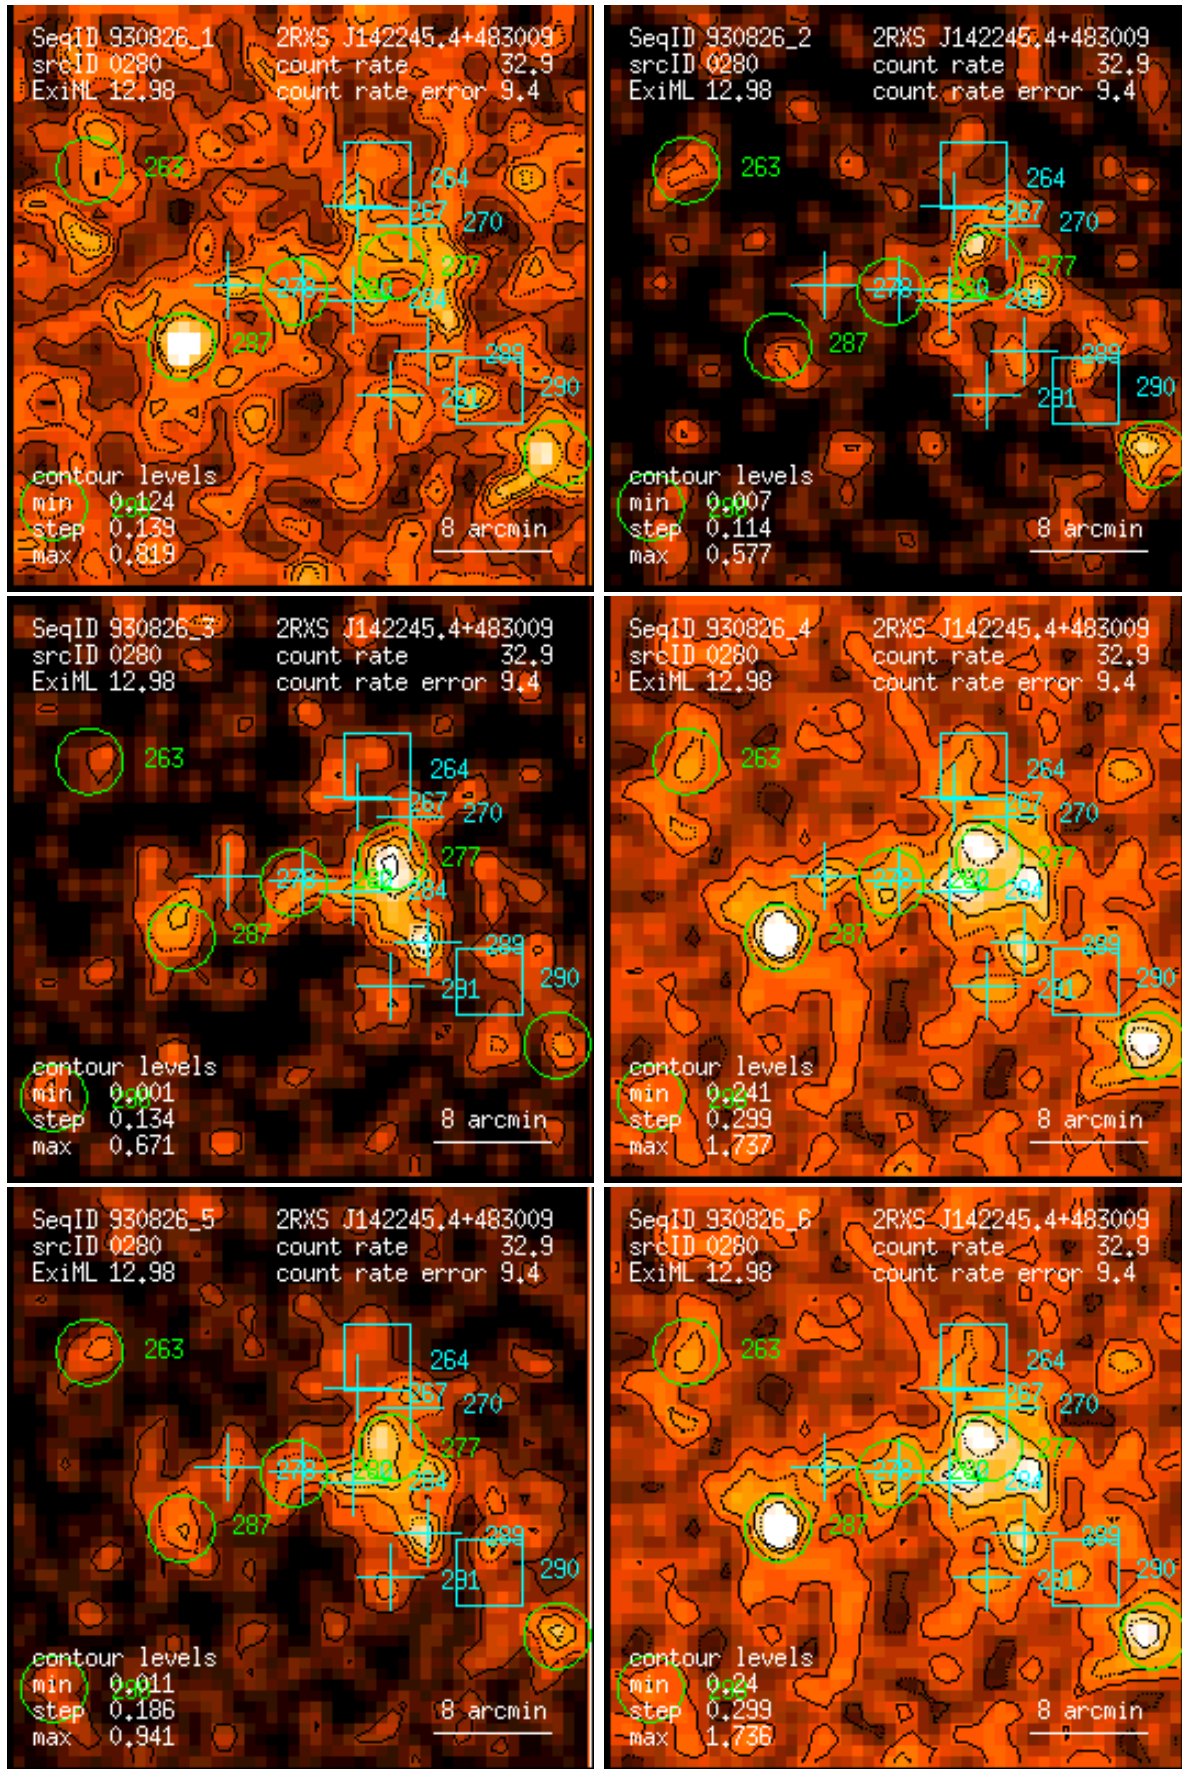 SeqID 930826_1 2RXS J142245.4+483009
srcID 0280 count rate 32.9
ExiML 12.98 count rate error 9.4
263
264
267 270
277
278 280 284
287
289
290
291
contour levels
min 0.124
step 0.139 8 arcmin
max 0.819
SeqID 930826_2 2RXS J142245.4+483009
srcID 0280 count rate 32.9
ExiML 12.98 count rate error 9.4
263
264
267 270
277
278 280 284
287
289
290
291
contour levels
min 0.007
step 0.114 8 arcmin
max 0.577
SeqID 930826_3 2RXS J142245.4+483009
srcID 0280 count rate 32.9
ExiML 12.98 count rate error 9.4
263
264
267 270
277
278 280 284
287
289
290
291
contour levels
min 0.001
step 0.134 8 arcmin
max 0.671
SeqID 930826_4 2RXS J142245.4+483009
srcID 0280 count rate 32.9
ExiML 12.98 count rate error 9.4
263
264
267 270
277
278 280 284
287
289
290
291
contour levels
min 0.241
step 0.299 8 arcmin
max 1.737
SeqID 930826_5 2RXS J142245.4+483009
srcID 0280 count rate 32.9
ExiML 12.98 count rate error 9.4
263
264
267 270
277
278 280 284
287
289
290
291
contour levels
min 0.011
step 0.186 8 arcmin
max 0.941
SeqID 930826_6 2RXS J142245.4+483009
srcID 0280 count rate 32.9
ExiML 12.98 count rate error 9.4
263
264
267 270
277
278 280 284
287
289
290
291
contour levels
min 0.24
step 0.299 8 arcmin
max 1.736